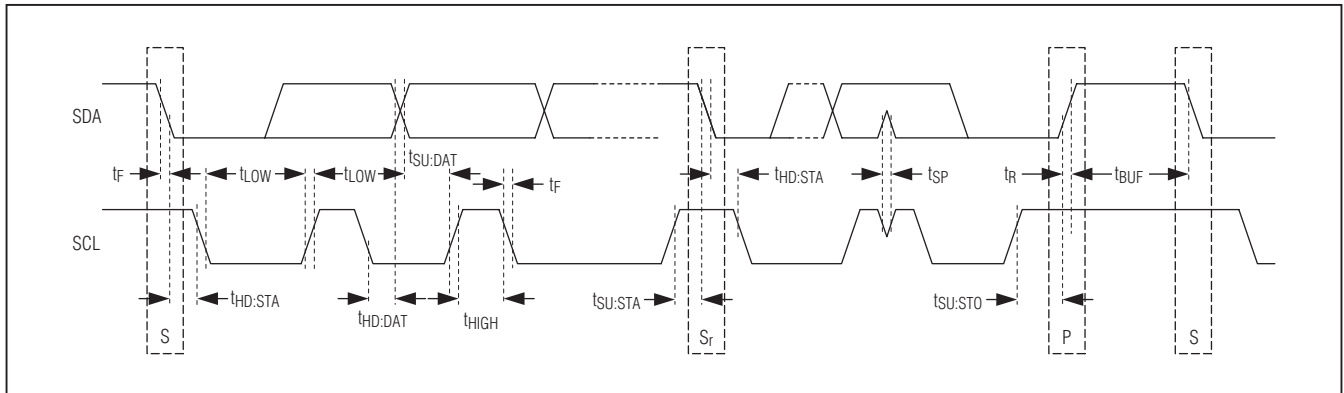 SDA
tF
tLOW
tLOW
tSU:DAT
tF
tHD:STA
tSP
tR
tBUF
SCL
tHD:STA
tHD:DAT
tHIGH
tSU:STA
tSU:STO
S
Sr
P
S